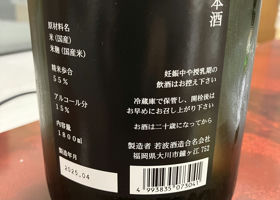 本酒
原材料名
米(国産)
米麹(国産米)
精米歩合
55%
アルコール分
15%
内容量
1800ml
製造年月
2025.04
妊娠中や授乳期の
飲酒はお控え下さい
冷蔵庫で保管し、開栓後は
お早めにお召し上がり下さい
お酒は二十歳になってから
製造者 若波酒造合名会社
福岡県大川市鐘ヶ江752
4993835073041